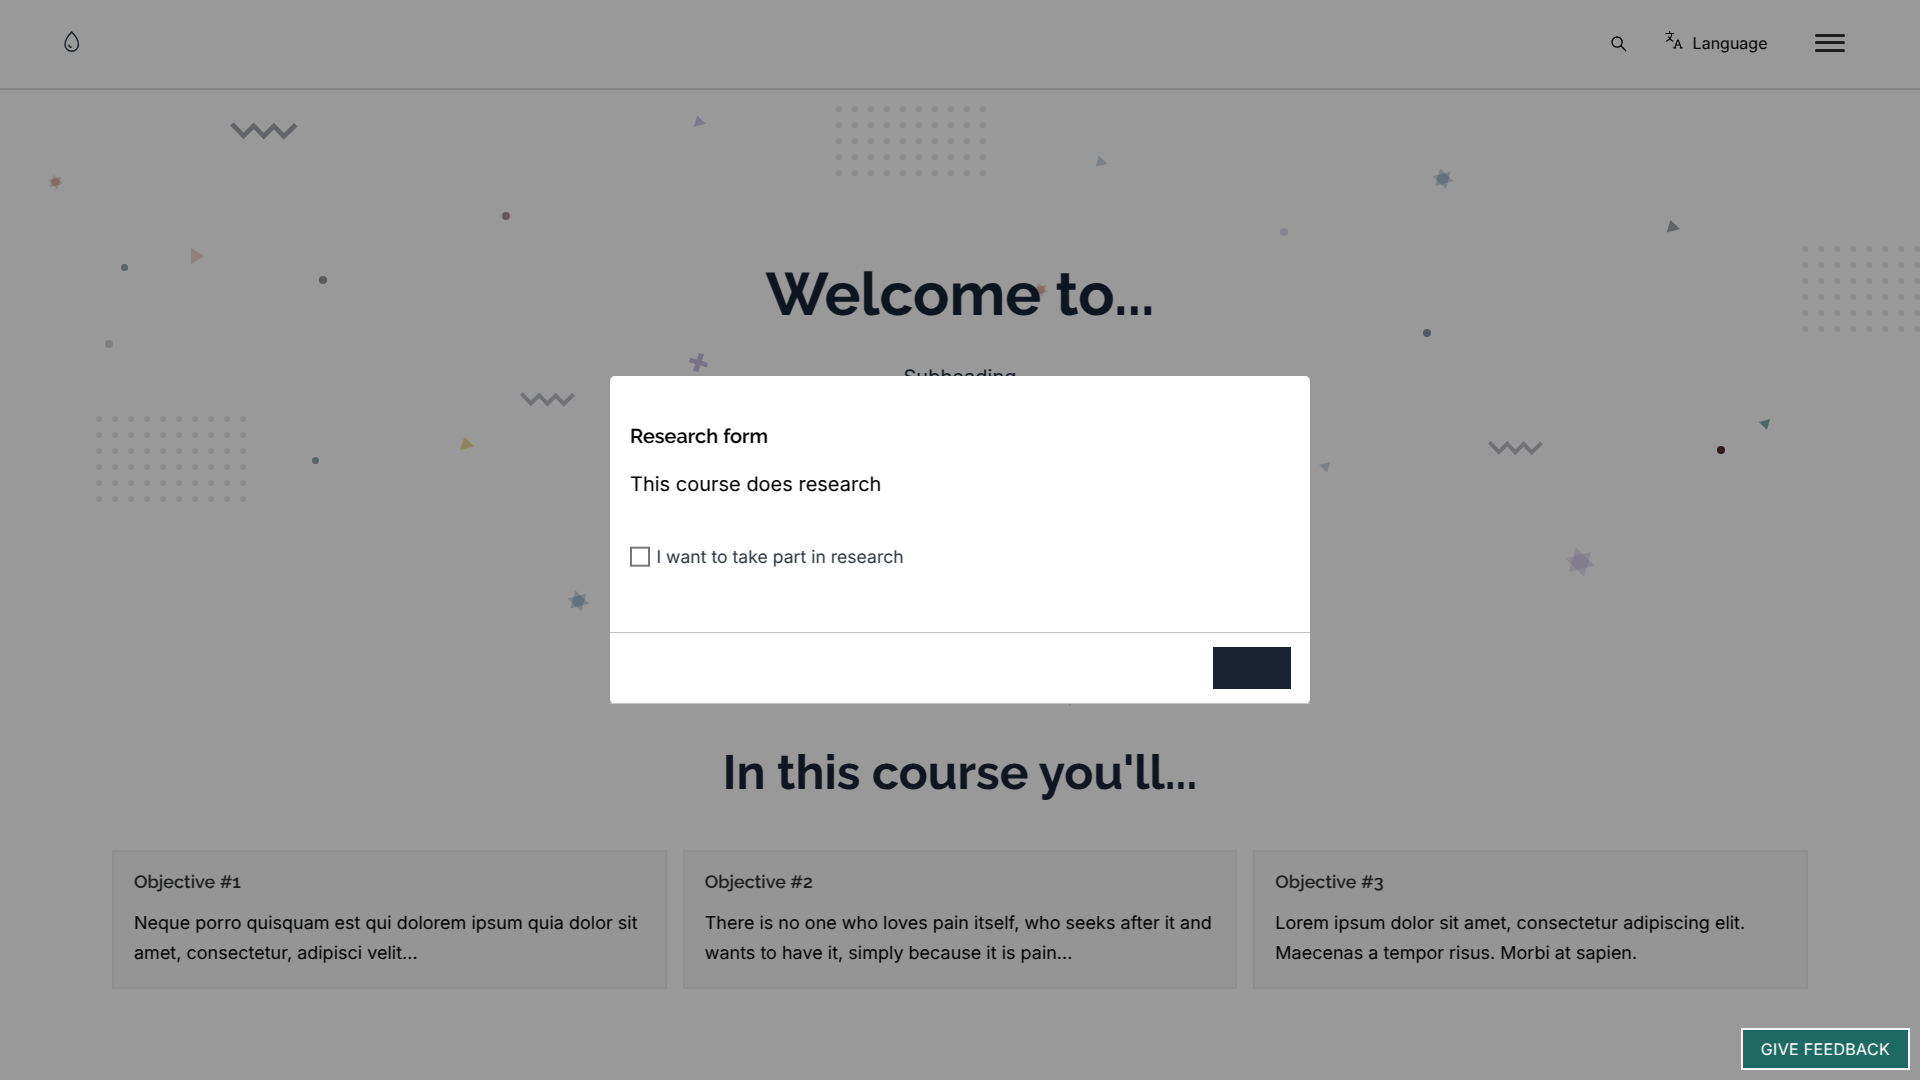 Language
Welcome to...
Subheading
Research form
This course does research
I want to take part in research
In this course you'll...
Objective #1
Neque porro quisquam est qui dolorem ipsum quia dolor sit
amet, consectetur, adipisci velit...
Objective #2
There is no one who loves pain itself, who seeks after it and
wants to have it, simply because it is pain...
Objective #3
Lorem ipsum dolor sit amet, consectetur adipiscing elit.
Maecenas a tempor risus. Morbi at sapien.
GIVE FEEDBACK